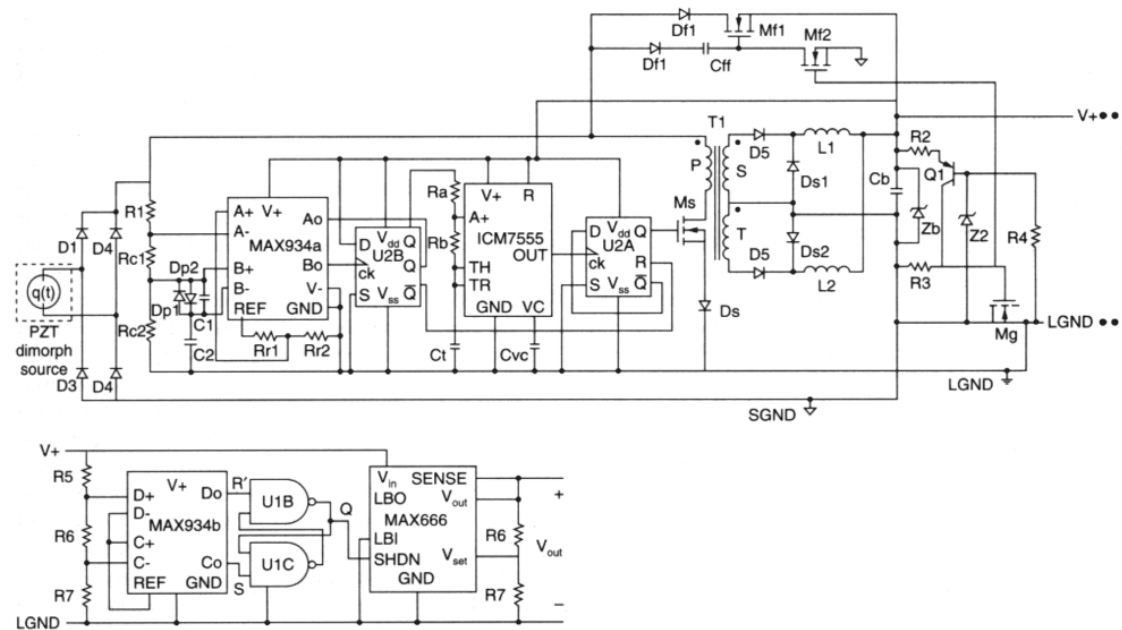 Df1
Mf1
Mf2
Df1
Cff
T1
V+
D5
L1
R2
P
S
Q1
Ds1
Cb
Ra
V+
R
Ms
R1
A+
V+
Ao
A+
D
Vdd
Q
D1
D4
A-
MAX934a
D
Vdd
Q
Rb
ICM7555
U2A
T
Zb
Z2
R4
Rc1
Dp2
Bo
U2B
Q
OUT
R
Ds2
B+
ck
TH
ck
D5
q(t)
B-
V-
S
Vss
Q̅
TR
S
Vss
Q̅
L2
R3
Dp1
REF
GND
GND
VC
Ds
PZT
dimorph
source
C1
Rc2
C2
Rr1
Rr2
Ct
Cvc
Mg
LGND
D3
D4
LGND
SGND
V+
R5
V+
Do
R'
Vin
SENSE
+
D+
U1B
LBO
Vout
D-
MAX934b
Q
MAX666
R6
C+
LBI
R6
Vout
C-
Co
U1C
SHDN
Vset
R7
REF
GND
S
GND
R7
LGND
−